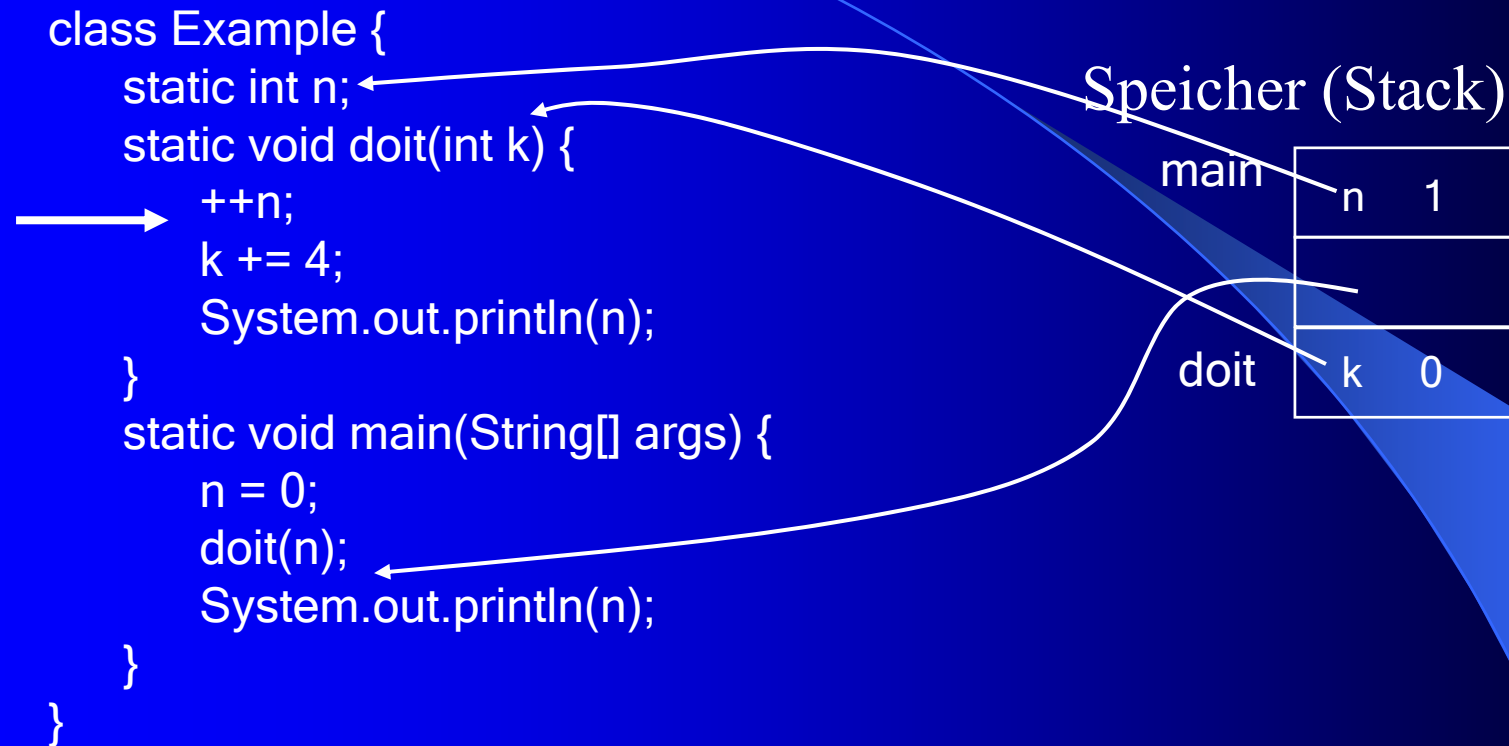 class Example {
static int n;
static void doit(int k) {
++n;
k += 4;
System.out.println(n);
}
static void main(String[] args) {
n = 0;
doit(n);
System.out.println(n);
}
}
Speicher (Stack)
main
n 1
doit
k 0